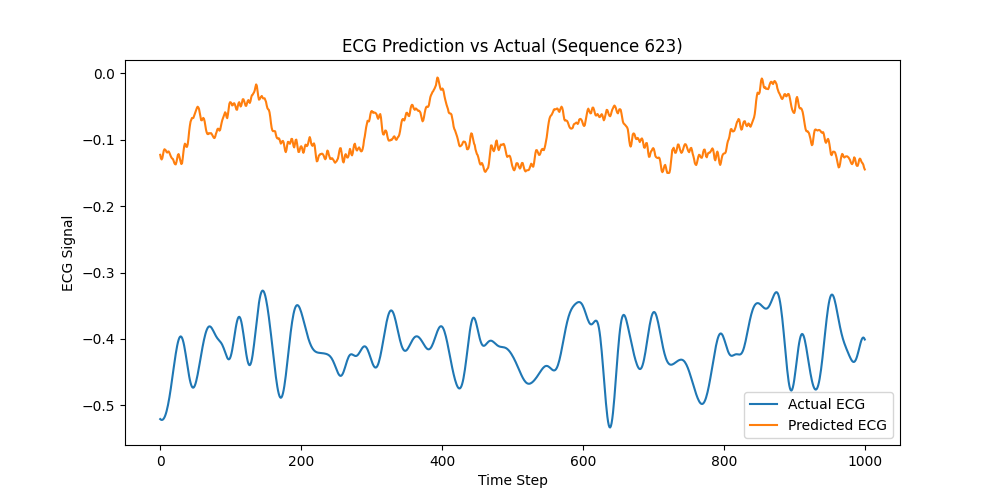 ECG Prediction vs Actual (Sequence 623)
0.0
−0.1
−0.2
−0.3
−0.4
−0.5
ECG Signal
0
200
400
600
800
1000
Time Step
Actual ECG
Predicted ECG